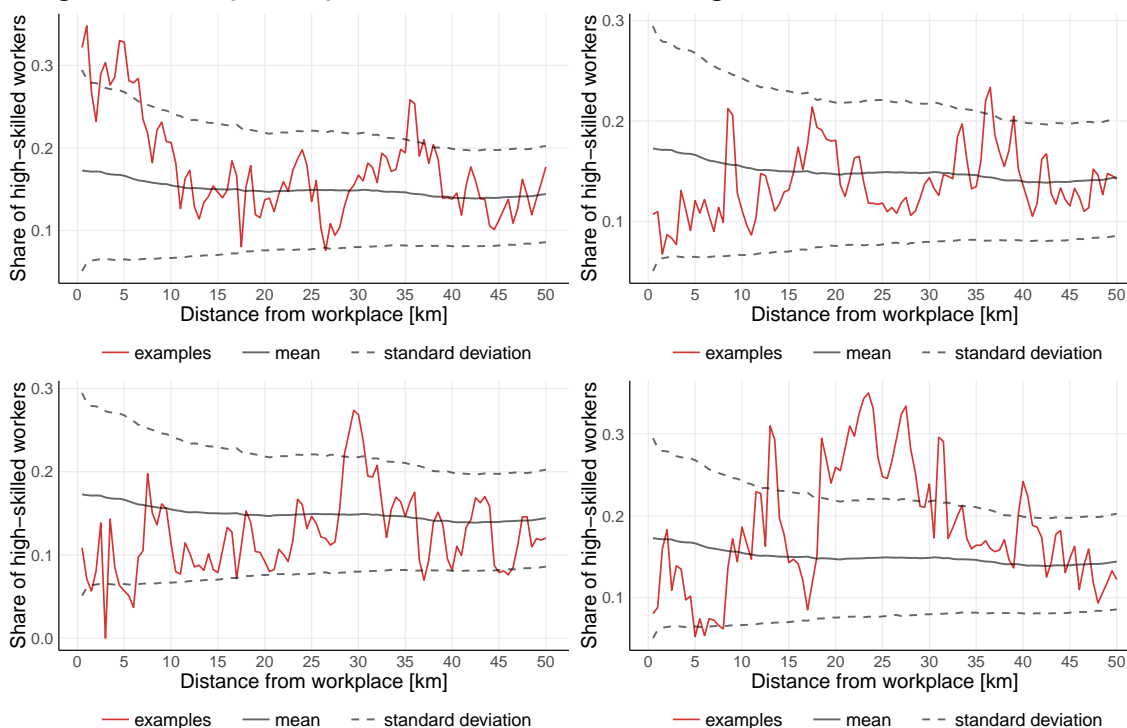 Share of high−skilled workers
0.3
0.2
0.1
0 5 10 15 20 25 30 35 40 45 50
Distance from workplace [km]
examples mean standard deviation
Share of high−skilled workers
0.3
0.2
0.1
0 5 10 15 20 25 30 35 40 45 50
Distance from workplace [km]
examples mean standard deviation
Share of high−skilled workers
0.3
0.2
0.1
0.0
0 5 10 15 20 25 30 35 40 45 50
Distance from workplace [km]
examples mean standard deviation
Share of high−skilled workers
0.3
0.2
0.1
0 5 10 15 20 25 30 35 40 45 50
Distance from workplace [km]
examples mean standard deviation